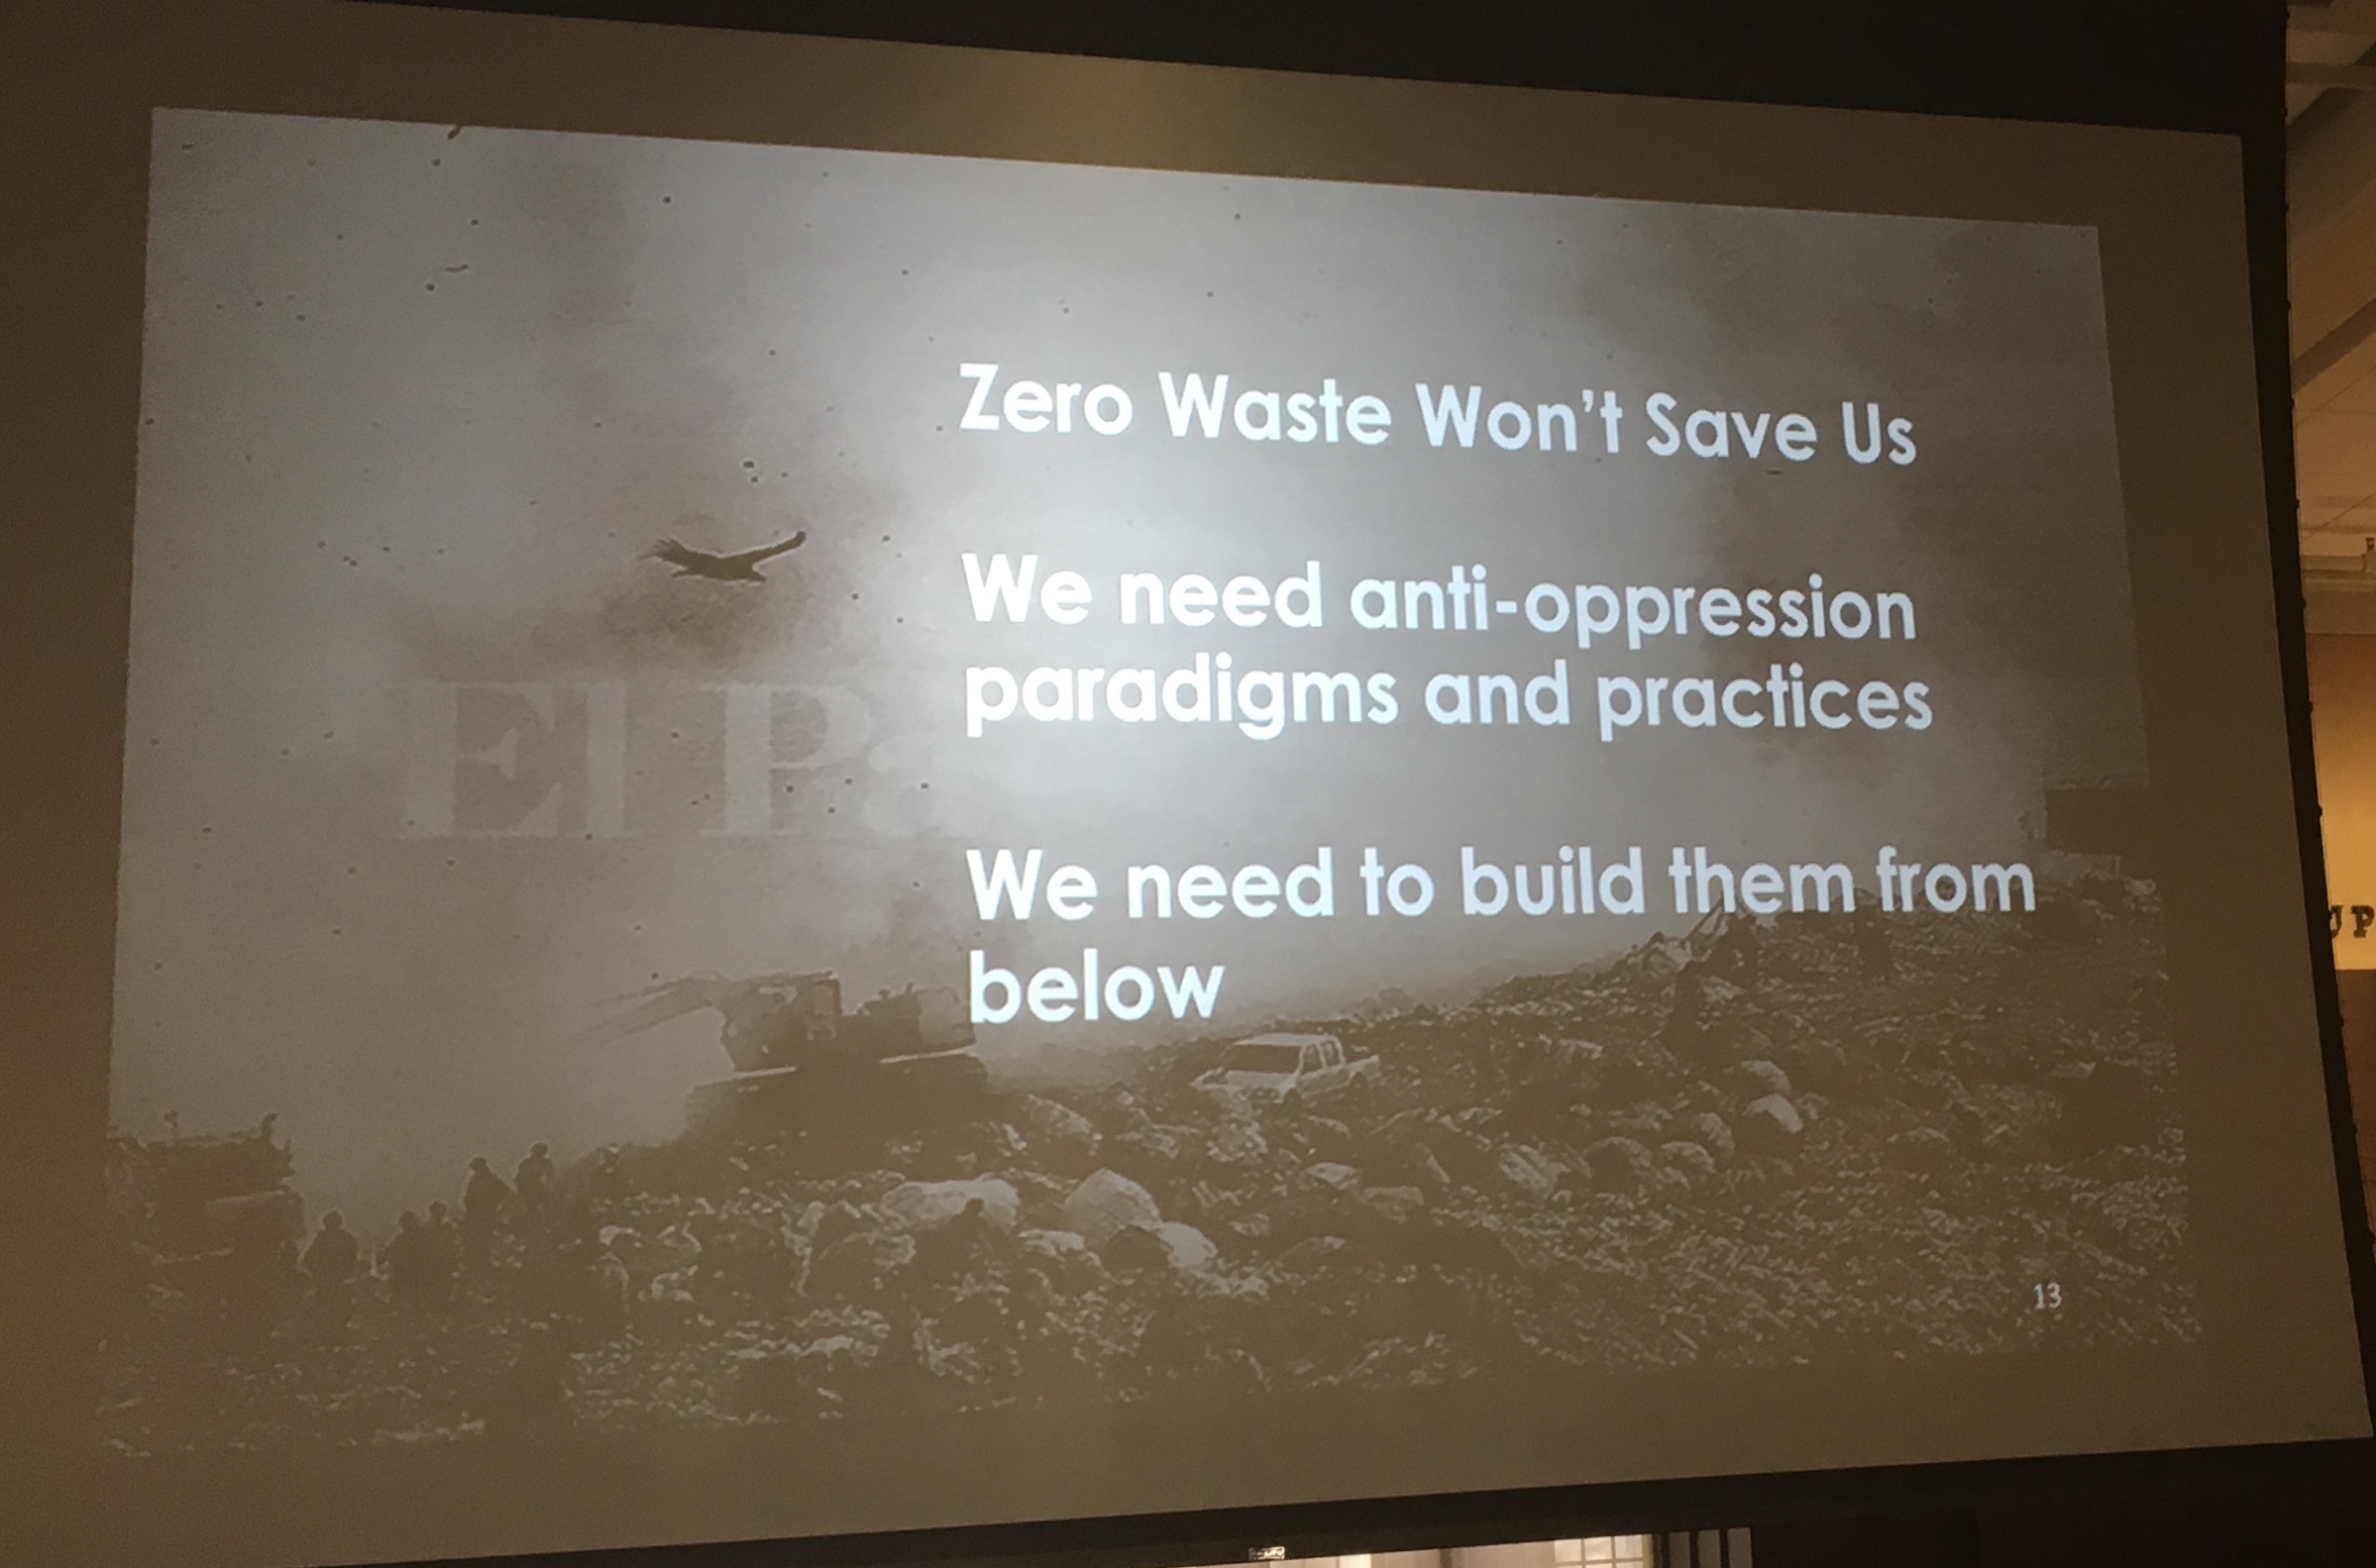 Zero Waste Won't Save Us
We need anti-oppression
paradigms and practices
We need to build them from
below
13
UP